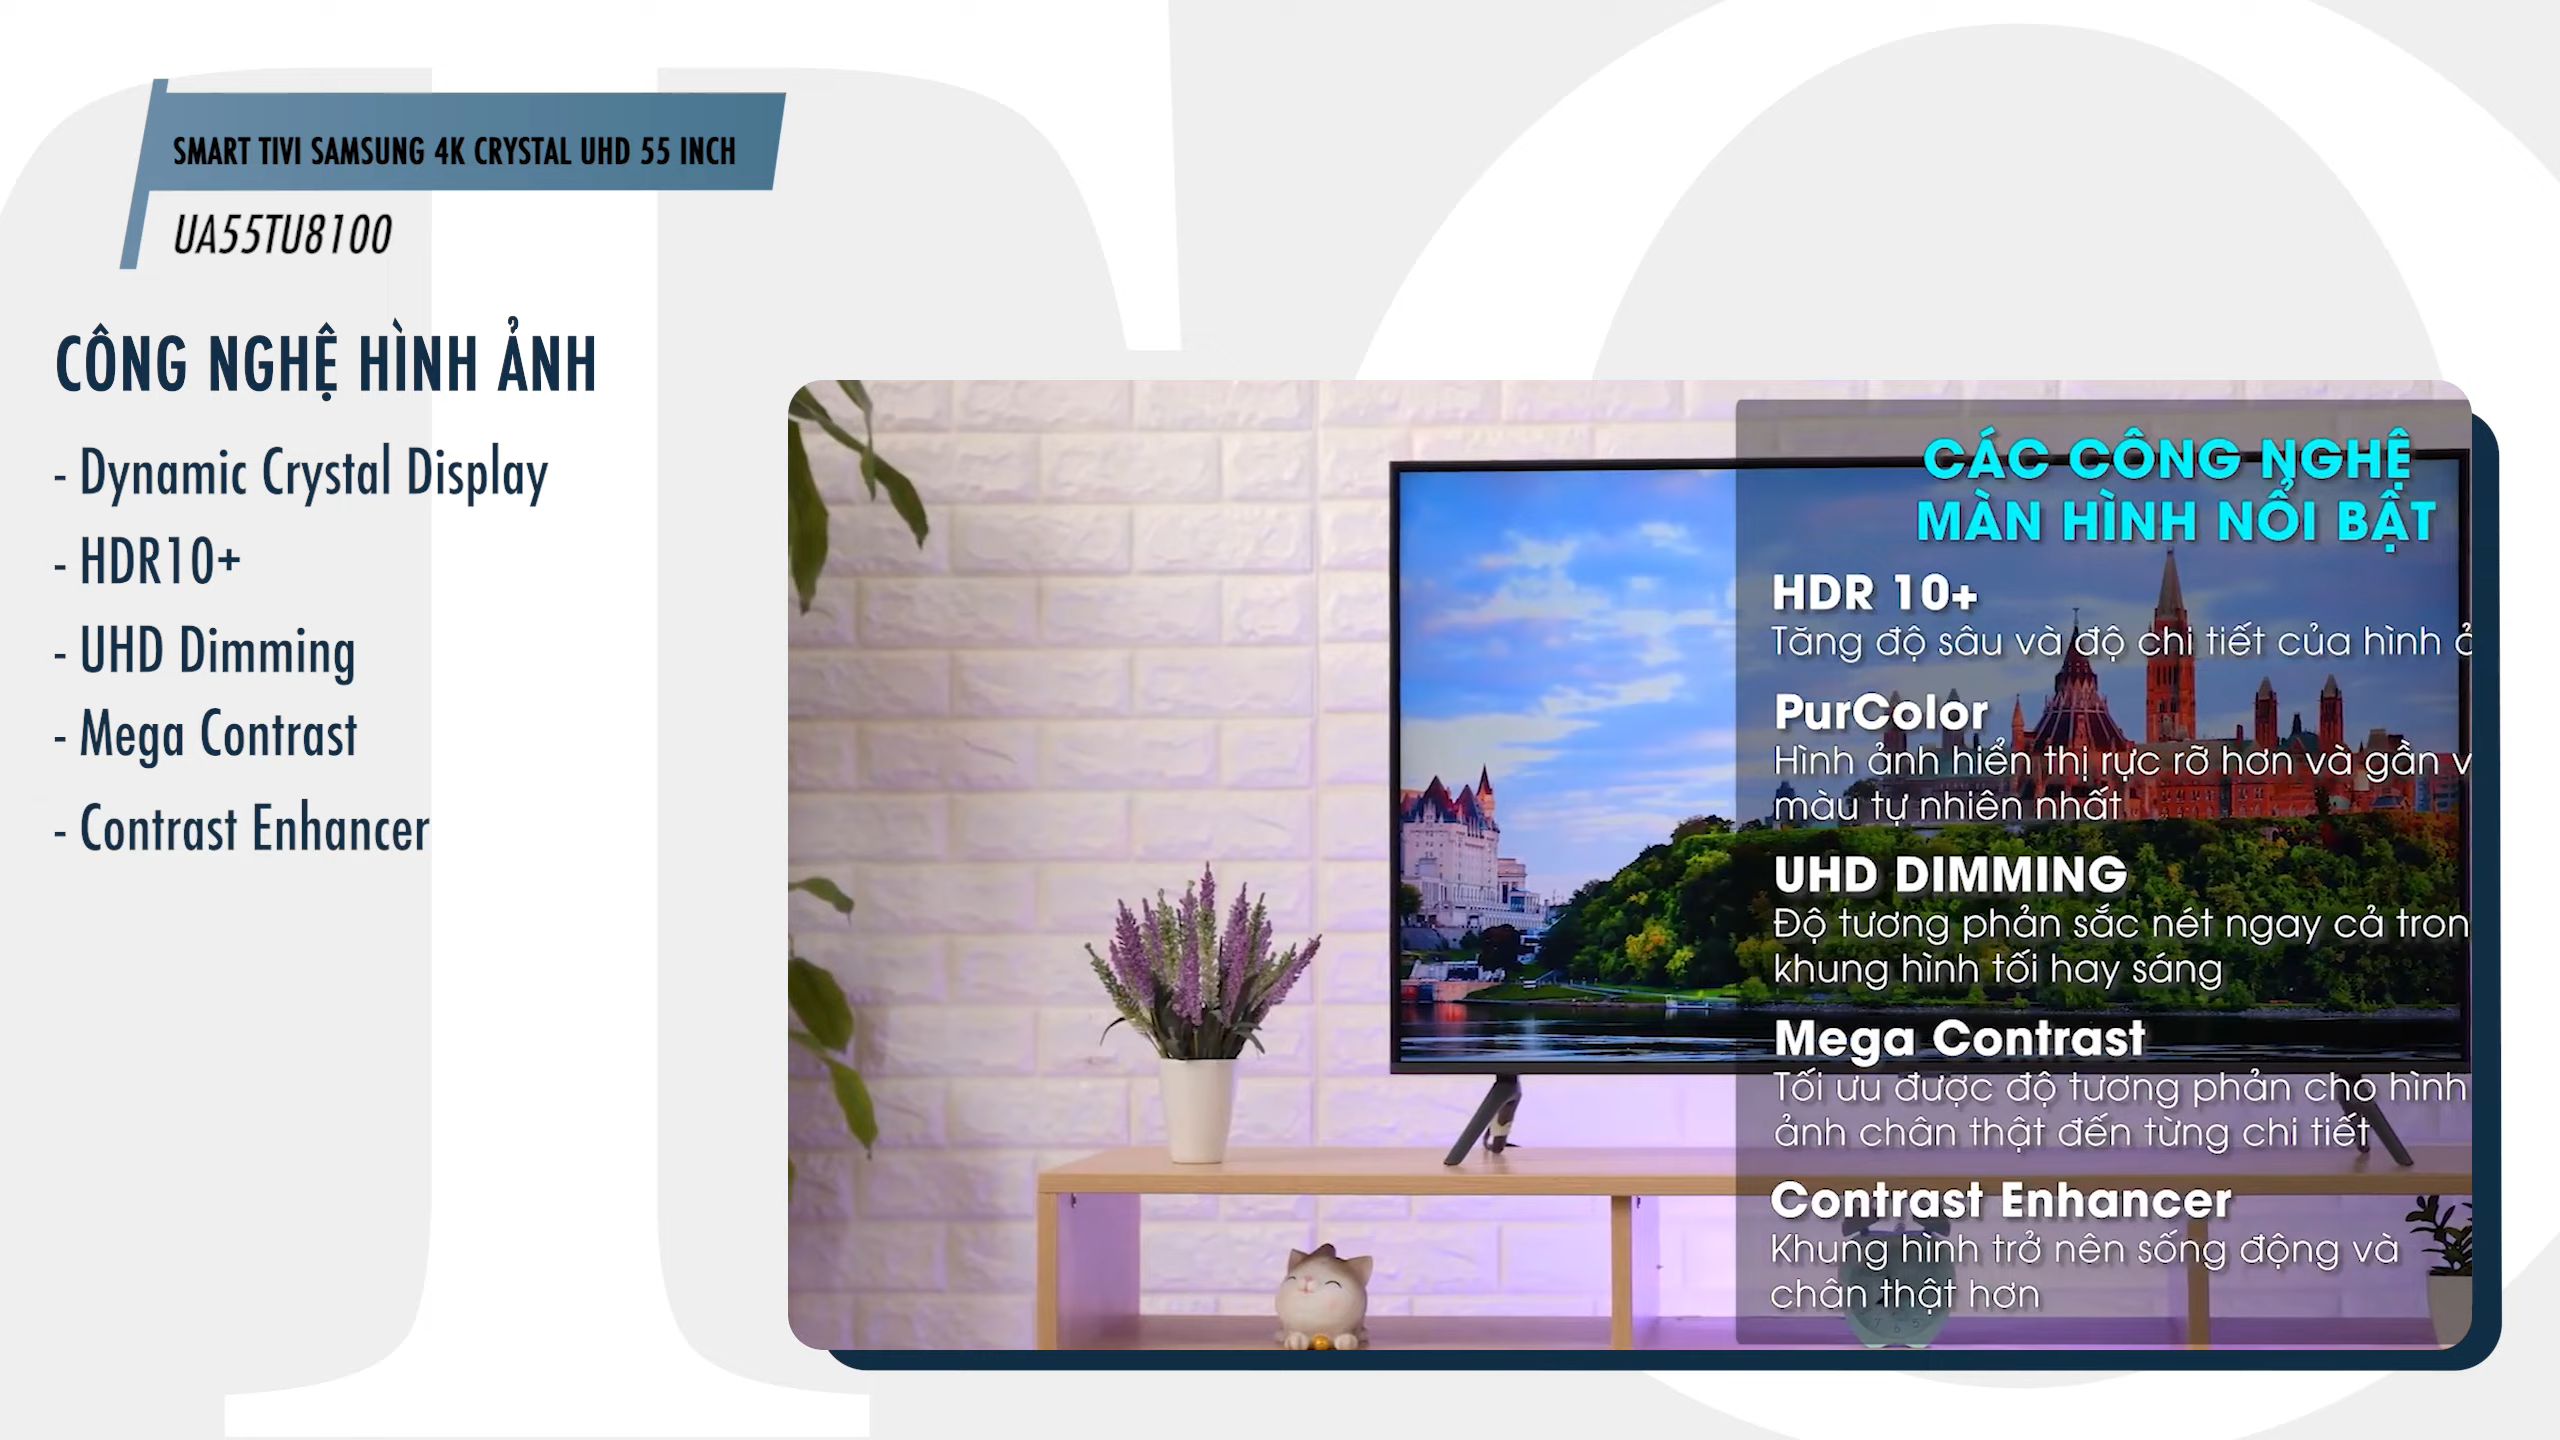 SMART TIVI SAMSUNG 4K CRYSTAL UHD 55 INCH
UA55TU8100
CÔNG NGHỆ HÌNH ẢNH
- Dynamic Crystal Display
- HDR10+
- UHD Dimming
- Mega Contrast
- Contrast Enhancer
CÁC CÔNG NGHỆ
MÀN HÌNH NỔI BẬT
HDR 10+
Tăng độ sâu và độ chi tiết của hình
PurColor
Hình ảnh hiển thị rực rỡ hơn và gần
màu tự nhiên nhất
UHD DIMMING
Độ tương phản sắc nét ngay cả tron
khung hình tối hay sáng
Mega Contrast
Tối ưu được độ tương phản cho hình
ảnh chân thật đến từng chi tiết
Contrast Enhancer
Khung hình trở nên sống động và
chân thật hơn